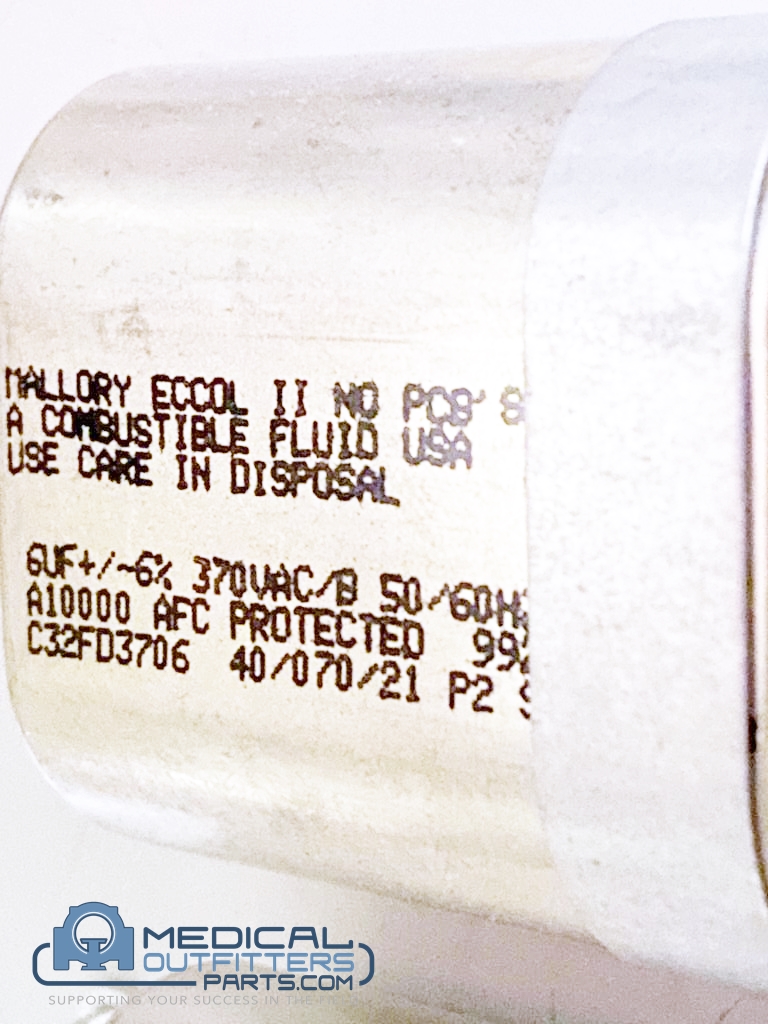 MALLORY ECCOL II NO PCB'S
A COMBUSTIBLE FLUID USA
USE CARE IN DISPOSAL
6UF+/-6% 370VAC/B 50/60H
A10000 AFC PROTECTED 99
C32FD3706 40/070/21 P2
MEDICAL
OUTFITTERS
PARTS.COM
SUPPORTING YOUR SUCCESS IN THE